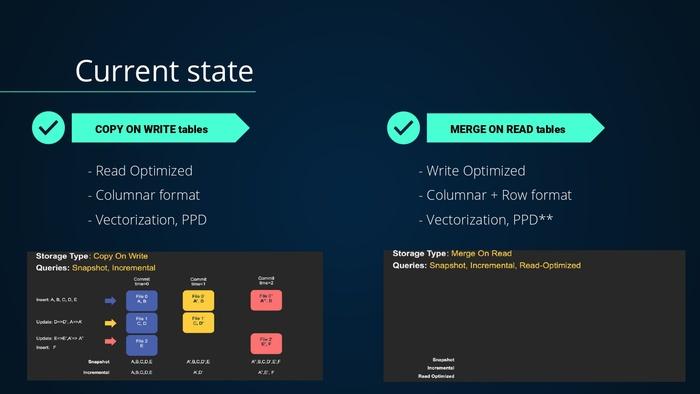 Current state
COPY ON WRITE tables
- Read Optimized
- Columnar format
- Vectorization, PPD
Storage Type: Copy On Write
Queries: Snapshot, Incremental
Commit time=0
Commit time=1
Commit time=2
Insert: A, B, C, D, E
File 0
A, B
File 0'
A', B
File 0"
A", B
Update: D=>D', A=>A'
File 1
C, D
File 1'
C, D'
Update: E=>E',A'=> A"
Insert: F
File 2
E
File 2'
E', F
Snapshot
A,B,C,D,E
A',B,C,D',E
A",B,C,D',E',F
Incremental
A,B,C,D,E
A',D'
A",E', F
MERGE ON READ tables
- Write Optimized
- Columnar + Row format
- Vectorization, PPD**
Storage Type: Merge On Read
Queries: Snapshot, Incremental, Read-Optimized
Snapshot
Incremental
Read Optimized